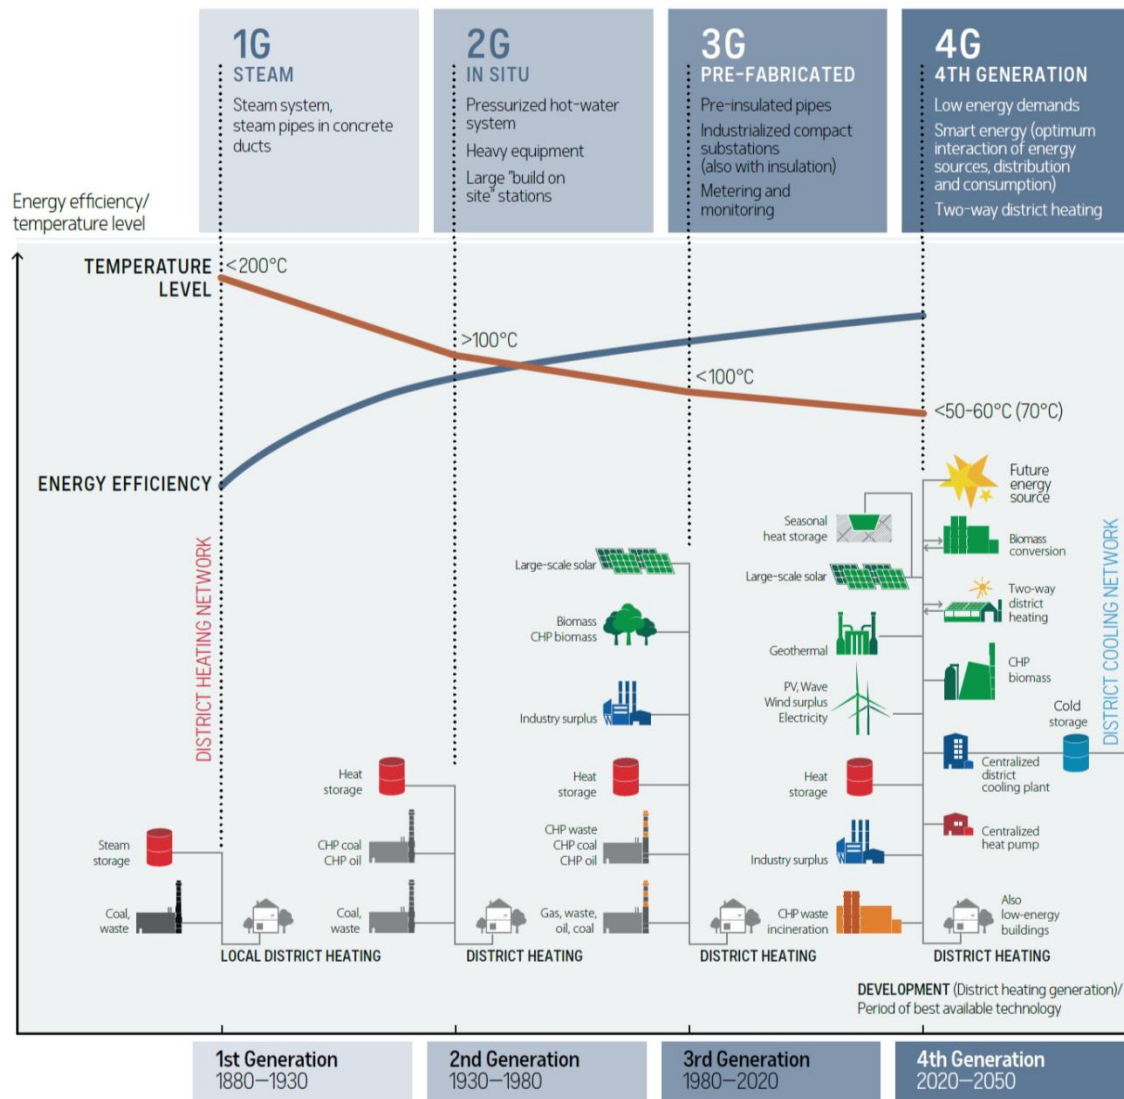 1G
STEAM
Steam system,
steam pipes in concrete
ducts
2G
IN SITU
Pressurized hot-water
system
Heavy equipment
Large "build on
site" stations
3G
PRE-FABRICATED
Pre-insulated pipes
Industrialized compact
substations
(also with insulation)
Metering and
monitoring
4G
4TH GENERATION
Low energy demands
Smart energy (optimum
interaction of energy
sources, distribution
and consumption)
Two-way district heating
Energy efficiency/
temperature level
TEMPERATURE
LEVEL
<200°C
>100°C
<100°C
<50-60°C (70°C)
ENERGY EFFICIENCY
DISTRICT HEATING NETWORK
Steam
storage
Coal,
waste
LOCAL DISTRICT HEATING
Heat
storage
CHP coal
CHP oil
Coal,
waste
DISTRICT HEATING
Large-scale solar
Biomass
CHP biomass
Industry surplus
Heat
storage
CHP waste
CHP coal
CHP oil
Gas, waste,
oil, coal
DISTRICT HEATING
Seasonal
heat storage
Large-scale solar
Geothermal
PV, Wave
Wind surplus
Electricity
Heat
storage
Industry surplus
CHP waste
incineration
Future
energy
source
Biomass
conversion
Two-way
district
heating
CHP
biomass
Cold
storage
Centralized
district
cooling plant
Centralized
heat pump
Also
low-energy
buildings
DISTRICT HEATING
DISTRICT COOLING NETWORK
DEVELOPMENT (District heating generation)/
Period of best available technology
1st Generation
1880–1930
2nd Generation
1930–1980
3rd Generation
1980–2020
4th Generation
2020–2050